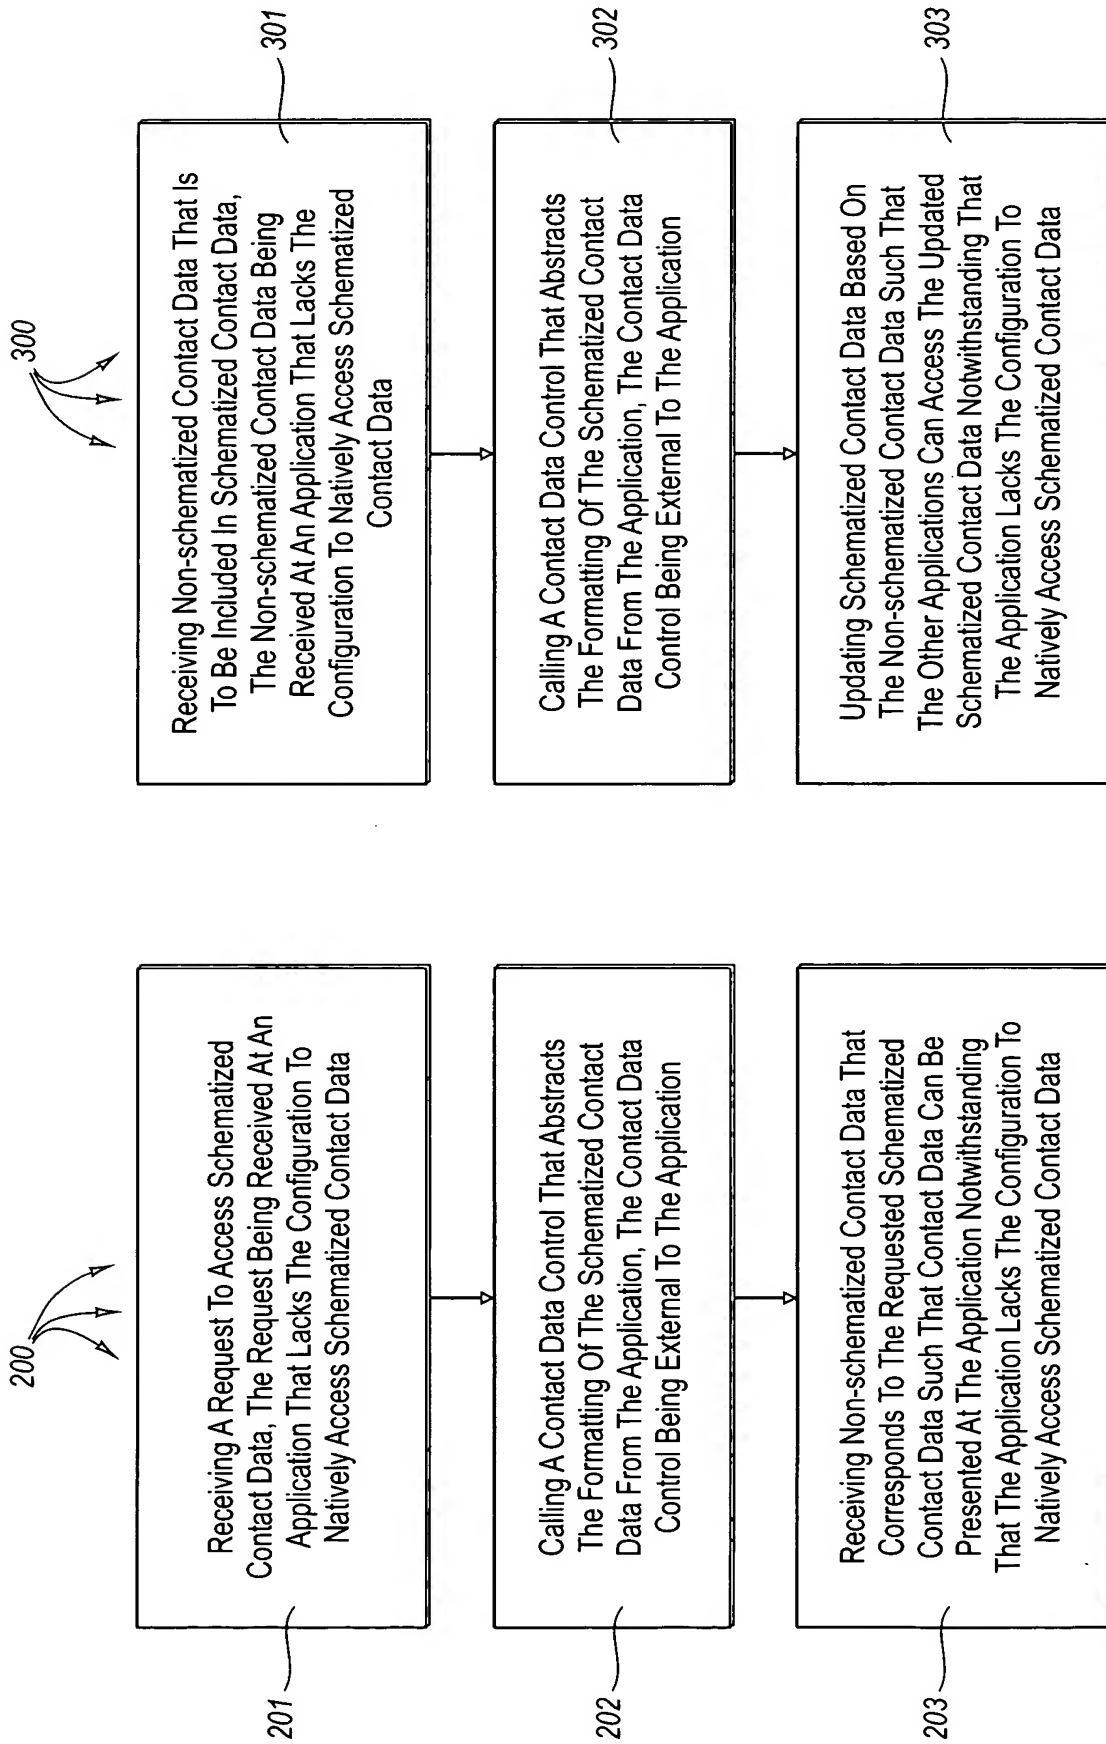 200
201
Receiving A Request To Access Schematized
Contact Data, The Request Being Received At An
Application That Lacks The Configuration To
Natively Access Schematized Contact Data
202
Calling A Contact Data Control That Abstracts
The Formatting Of The Schematized Contact
Data From The Application, The Contact Data
Control Being External To The Application
203
Receiving Non-schematized Contact Data That
Corresponds To The Requested Schematized
Contact Data Such That Contact Data Can Be
Presented At The Application Notwithstanding
That The Application Lacks The Configuration To
Natively Access Schematized Contact Data
300
301
Receiving Non-schematized Contact Data That Is
To Be Included In Schematized Contact Data,
The Non-schematized Contact Data Being
Received At An Application That Lacks The
Configuration To Natively Access Schematized
Contact Data
302
Calling A Contact Data Control That Abstracts
The Formatting Of The Schematized Contact
Data From The Application, The Contact Data
Control Being External To The Application
303
Updating Schematized Contact Data Based On
The Non-schematized Contact Data Such That
The Other Applications Can Access The Updated
Schematized Contact Data Notwithstanding That
The Application Lacks The Configuration To
Natively Access Schematized Contact Data